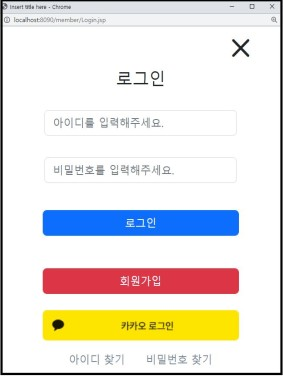 Insert title here - Chrome
localhost:8090/member/Login.jsp
로그인
아이디를 입력해주세요.
비밀번호를 입력해주세요.
로그인
회원가입
카카오 로그인
아이디 찾기 비밀번호 찾기